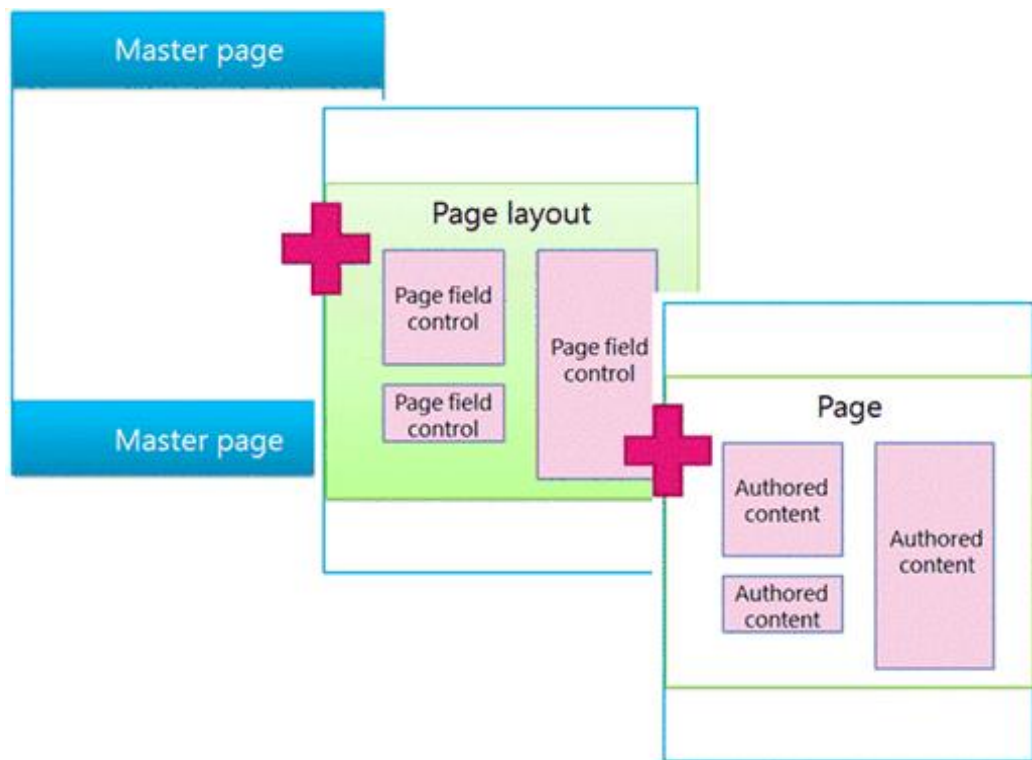 Master page
Page layout
Page field
control
Page field
control
Page field
control
Master page
Page
Authored
content
Authored
content
Authored
content